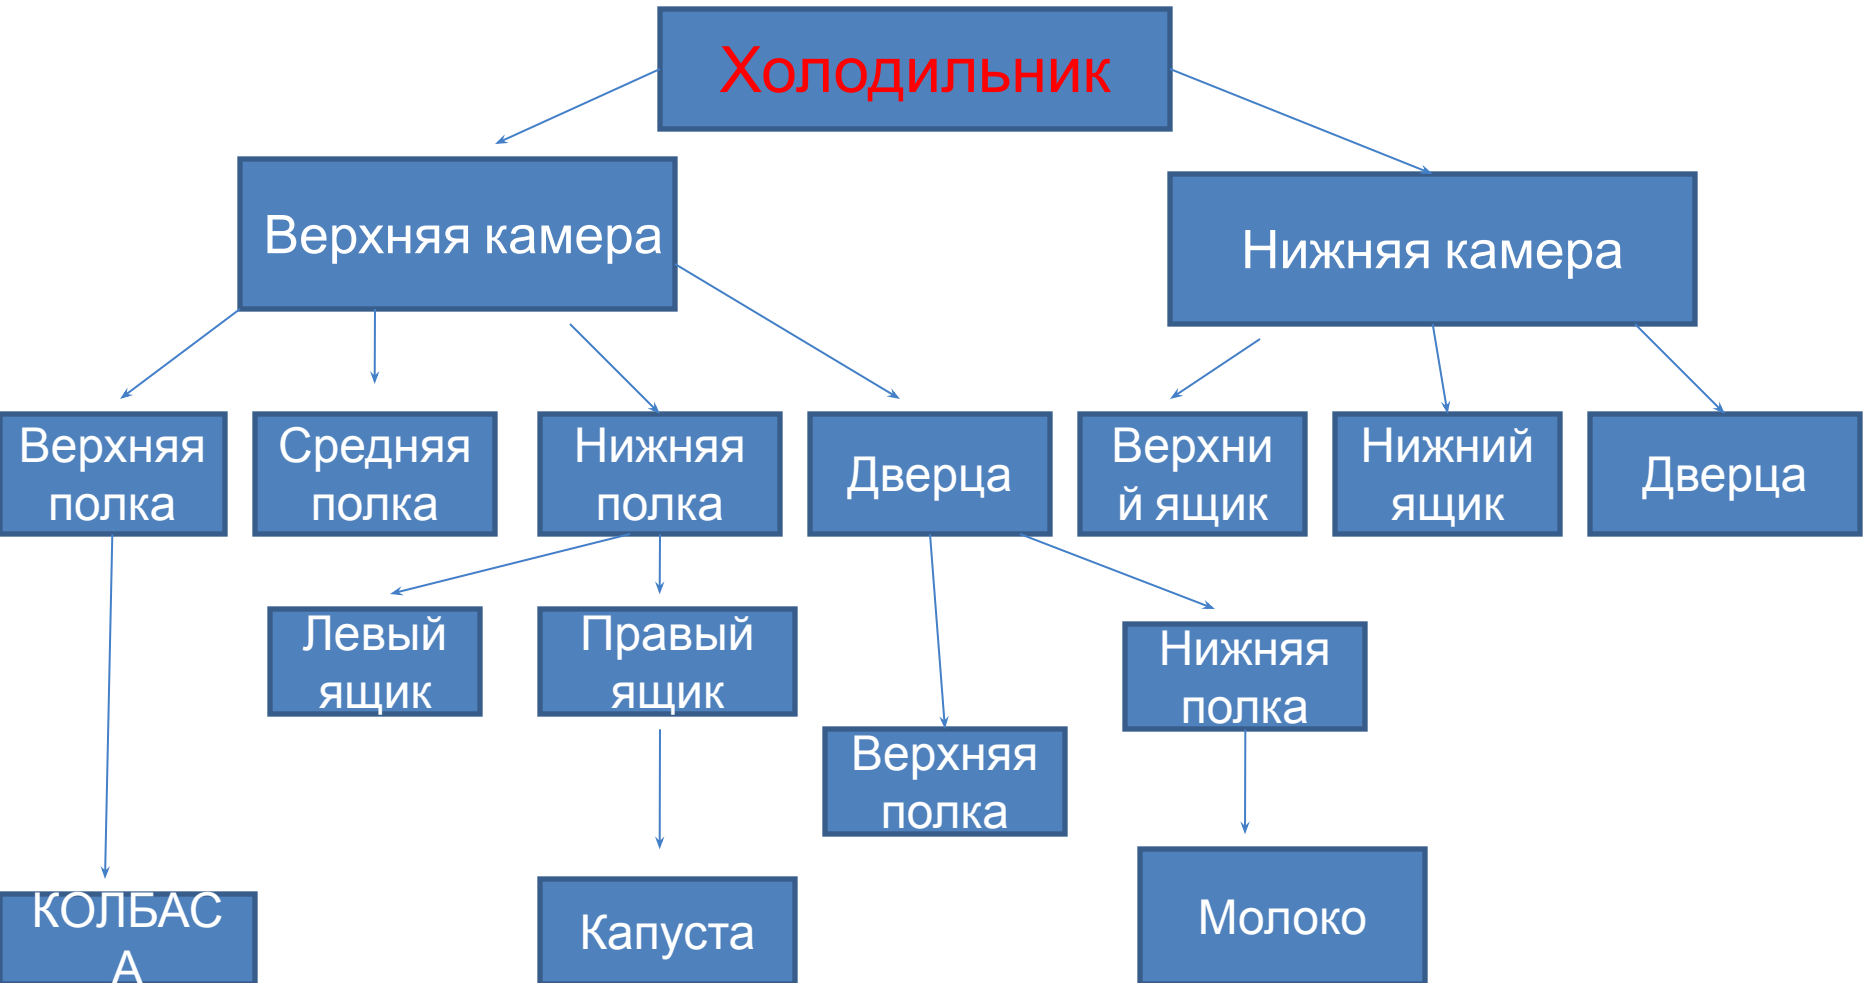 Холодильник
Верхняя камера
Нижняя камера
Верхняя
полка
Средняя
полка
Нижняя
полка
Дверца
Верхни
й ящик
Нижний
ящик
Дверца
Левый
ящик
Правый
ящик
Верхняя
полка
Нижняя
полка
КОЛБАС
А
Капуста
Молоко